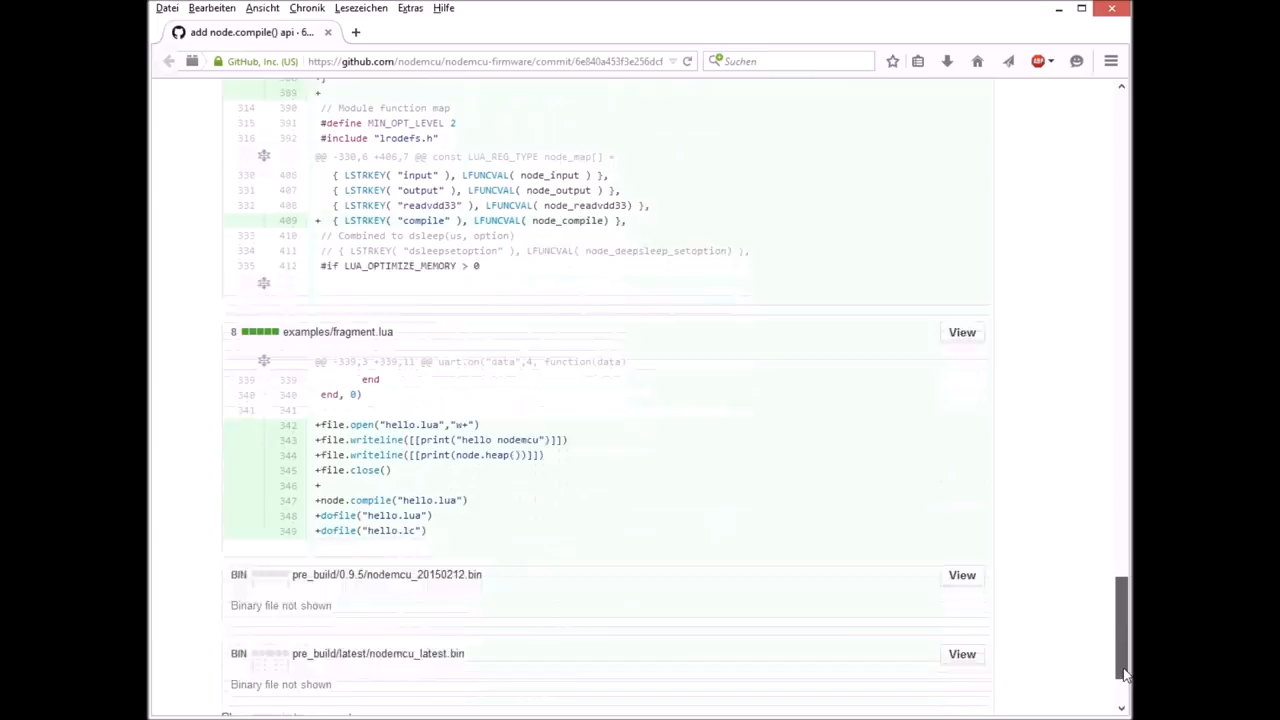 Datei Bearbeiten Ansicht Chronik Lesezeichen Extras Hilfe
add node.compile() api · 6...
GitHub, Inc. (US) https://github.com/nodemcu/nodemcu-firmware/commit/6e840a453f3e256dcf Suchen
389 +
314 390 // Module function map
315 391 #define MIN_OPT_LEVEL 2
316 392 #include "lrodefs.h"
@@ -330,6 +406,7 @@ const LUA_REG_TYPE node_map[] =
330 406 { LSTRKEY( "input" ), LFUNCVAL( node_input ) },
331 407 { LSTRKEY( "output" ), LFUNCVAL( node_output ) },
332 408 { LSTRKEY( "readvdd33" ), LFUNCVAL( node_readvdd33) },
409 + { LSTRKEY( "compile" ), LFUNCVAL( node_compile) },
333 410 // Combined to dsleep(us, option)
334 411 // { LSTRKEY( "dsleepsetoption" ), LFUNCVAL( node_deepsleep_setoption) },
335 412 #if LUA_OPTIMIZE_MEMORY > 0
8 examples/fragment.lua View
@@ -339,3 +339,11 @@ uart.on("data",4, function(data)
339 339 end
340 340 end, 0)
341 341
342 +file.open("hello.lua","w+")
343 +file.writeline([[print("hello nodemcu")]])
344 +file.writeline([[print(node.heap())]])
345 +file.close()
346 +
347 +node.compile("hello.lua")
348 +dofile("hello.lua")
349 +dofile("hello.lc")
BIN pre_build/0.9.5/nodemcu_20150212.bin View
Binary file not shown
BIN pre_build/latest/nodemcu_latest.bin View
Binary file not shown